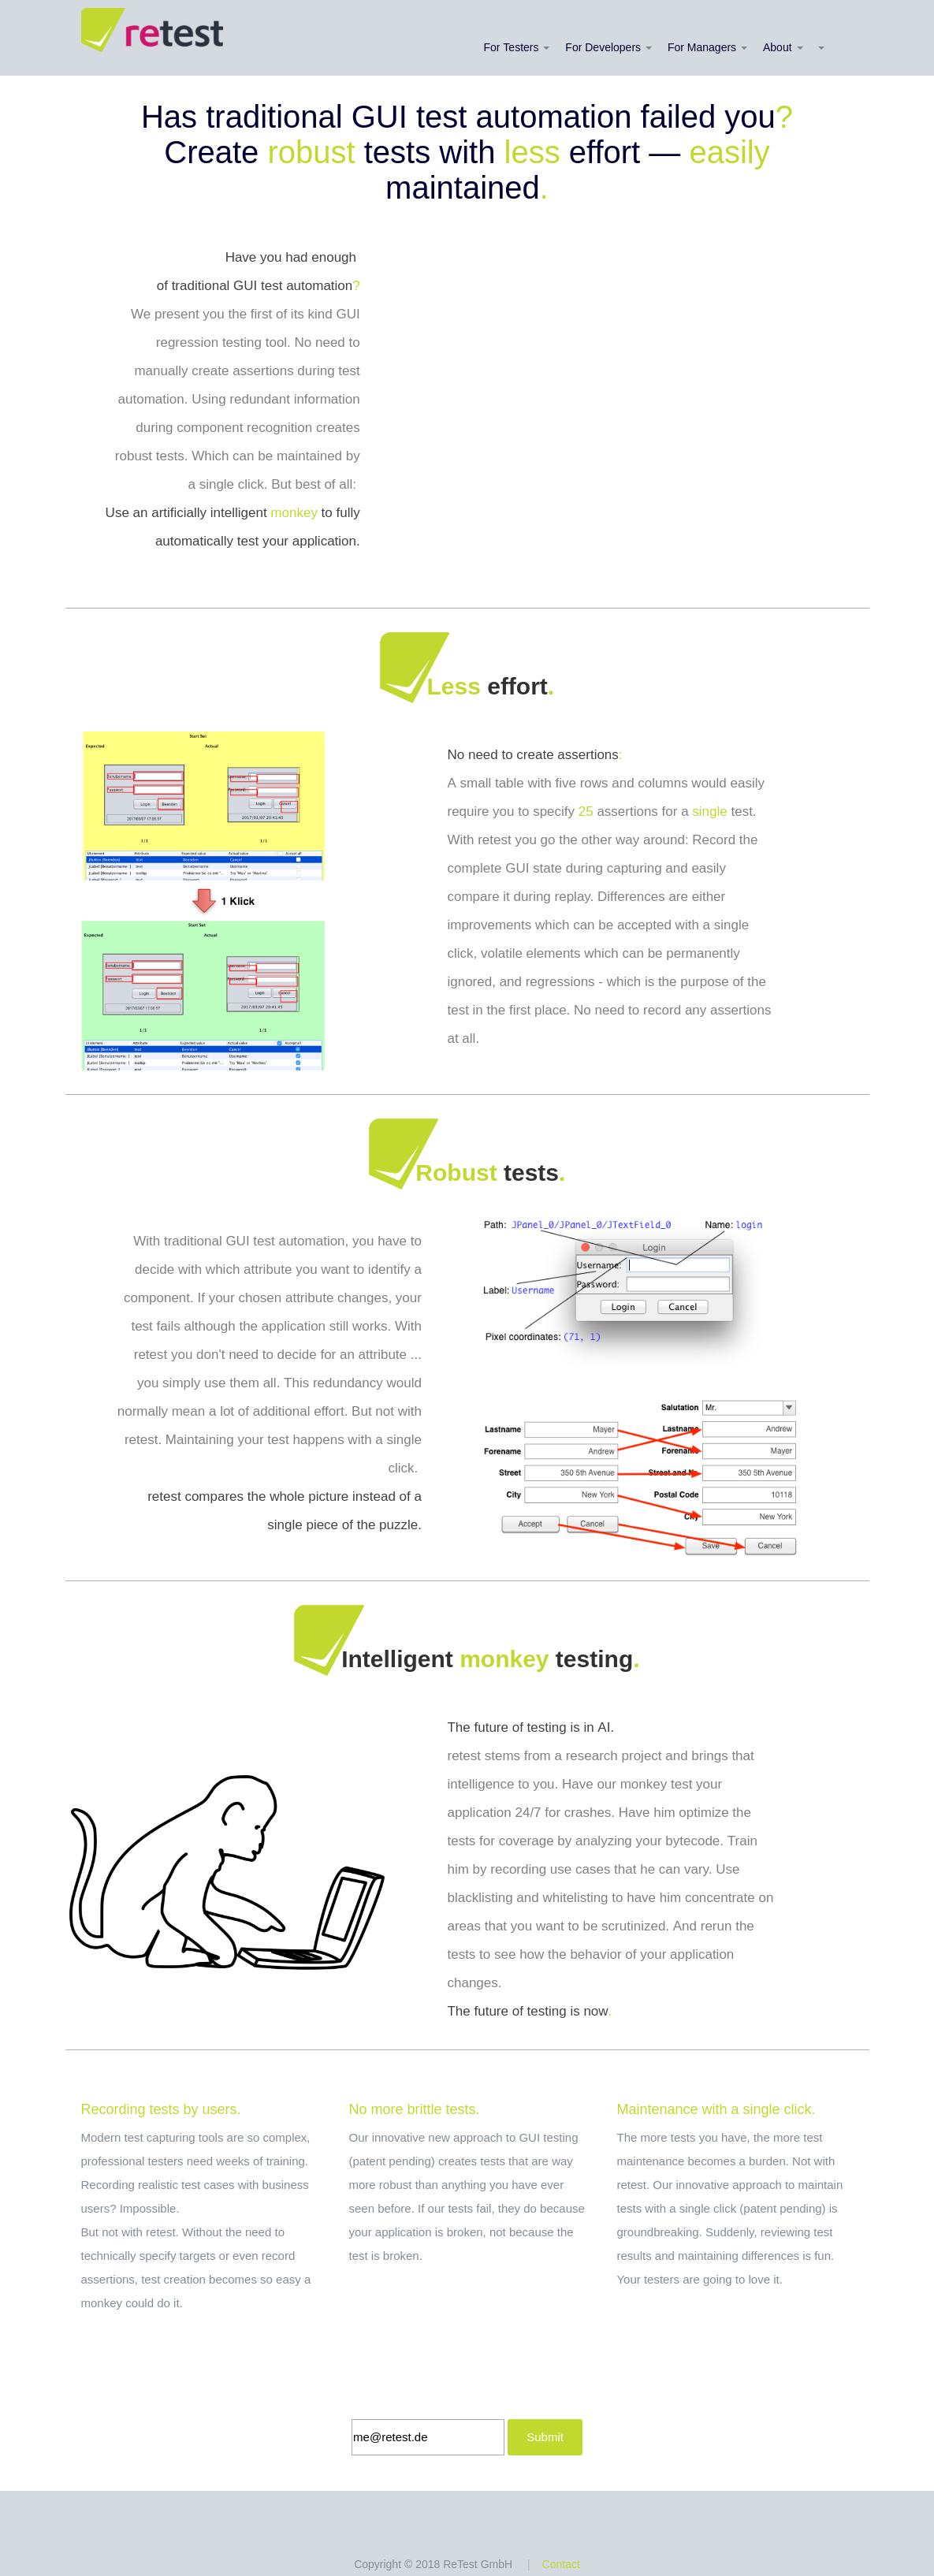 retest
For Testers
For Developers
For Managers
About
Has traditional GUI test automation failed you?
Create robust tests with less effort — easily
maintained.
Have you had enough
of traditional GUI test automation?
We present you the first of its kind GUI
regression testing tool. No need to
manually create assertions during test
automation. Using redundant information
during component recognition creates
robust tests. Which can be maintained by
a single click. But best of all:
Use an artificially intelligent monkey to fully
automatically test your application.
Less effort.
Start Set
Expected Actual
Login
Login Cancel
1/1
1 Klick
Start Set
Expected Actual
Login
Login Cancel
1/1 1/1
No need to create assertions:
A small table with five rows and columns would easily
require you to specify 25 assertions for a single test.
With retest you go the other way around: Record the
complete GUI state during capturing and easily
compare it during replay. Differences are either
improvements which can be accepted with a single
click, volatile elements which can be permanently
ignored, and regressions - which is the purpose of the
test in the first place. No need to record any assertions
at all.
Robust tests.
With traditional GUI test automation, you have to
decide with which attribute you want to identify a
component. If your chosen attribute changes, your
test fails although the application still works. With
retest you don't need to decide for an attribute ...
you simply use them all. This redundancy would
normally mean a lot of additional effort. But not with
retest. Maintaining your test happens with a single
click.
retest compares the whole picture instead of a
single piece of the puzzle.
Path: JPanel_0/JPanel_0/JTextField_0
Name: login
Login
Username:
Password:
Label: Username
Login Cancel
Pixel coordinates: (71, 1)
Salutation Mr.
Lastname Mayer
Lastname Andrew
Forename Andrew
Forename Mayer
Street 350 5th Avenue
Street and No. 350 5th Avenue
City New York
Postal Code 10118
City New York
Accept Cancel
Save Cancel
Intelligent monkey testing.
The future of testing is in AI.
retest stems from a research project and brings that
intelligence to you. Have our monkey test your
application 24/7 for crashes. Have him optimize the
tests for coverage by analyzing your bytecode. Train
him by recording use cases that he can vary. Use
blacklisting and whitelisting to have him concentrate on
areas that you want to be scrutinized. And rerun the
tests to see how the behavior of your application
changes.
The future of testing is now.
Recording tests by users.
Modern test capturing tools are so complex,
professional testers need weeks of training.
Recording realistic test cases with business
users? Impossible.
But not with retest. Without the need to
technically specify targets or even record
assertions, test creation becomes so easy a
monkey could do it.
No more brittle tests.
Our innovative new approach to GUI testing
(patent pending) creates tests that are way
more robust than anything you have ever
seen before. If our tests fail, they do because
your application is broken, not because the
test is broken.
Maintenance with a single click.
The more tests you have, the more test
maintenance becomes a burden. Not with
retest. Our innovative approach to maintain
tests with a single click (patent pending) is
groundbreaking. Suddenly, reviewing test
results and maintaining differences is fun.
Your testers are going to love it.
me@retest.de
Submit
Copyright © 2018 ReTest GmbH | Contact